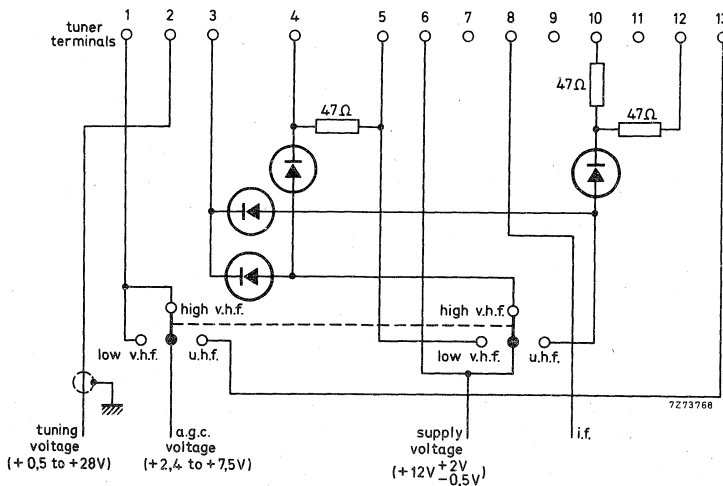 tuner
terminals
1 2 3 4 5 6 7 8 9 10 11 12 13
47Ω
47Ω
47Ω
high v.h.f.
high v.h.f.
low v.h.f.
u.h.f.
low v.h.f.
u.h.f.
7Z73768
tuning
voltage
(+0,5 to +28V)
a.g.c.
voltage
(+2,4 to +7,5V)
supply
voltage
(+12V +2V
-0.5V)
i.f.